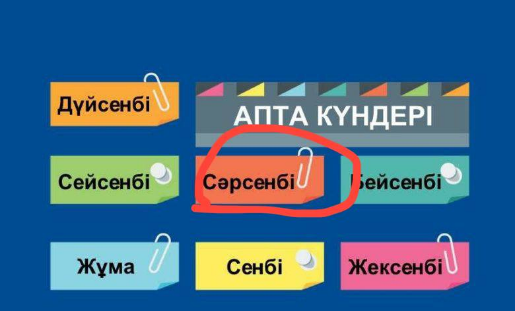 Дүйсенбі
АПТА КҮНДЕРІ
Сейсенбі
Сәрсенбі
Бейсенбі
Жұма
Сенбі
Жексенбі